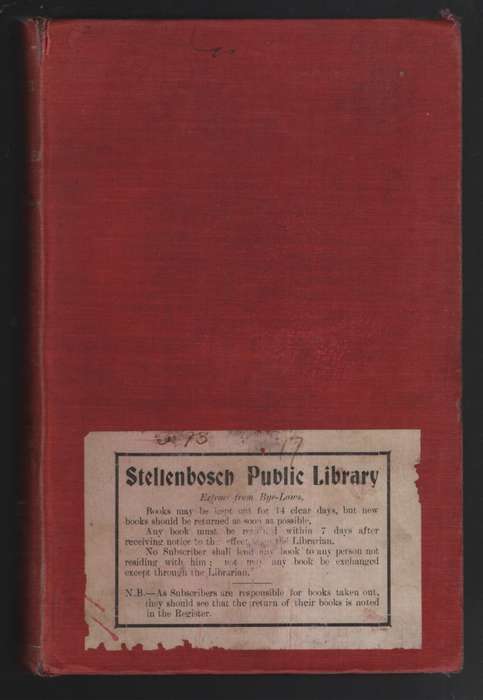 Stellenbosch Public Library
Extract from Bye-Laws.
Books may be kept out for 14 clear days, but new
books should be returned as soon as possible.
Any book must be within 7 days after
receiving notice to the effect from the Librarian.
No Subscriber shall lend any book to any person not
residing with him; not may any book be exchanged
except through the Librarian.
N.B.—As Subscribers are responsible for books taken out,
they should see that the return of their books is noted
in the Register.